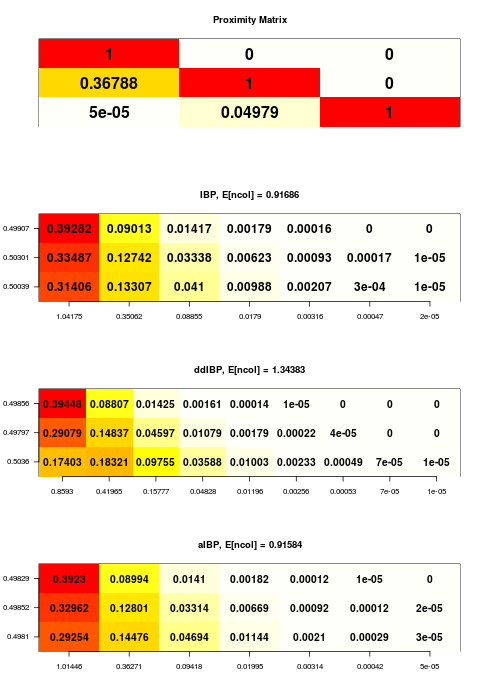 Proximity Matrix
1 0 0
0.36788 1 0
5e-05 0.04979 1
IBP, E[ncol] = 0.91686
0.49907 0.39282 0.09013 0.01417 0.00179 0.00016 0 0
0.50301 0.33487 0.12742 0.03338 0.00623 0.00093 0.00017 1e-05
0.50039 0.31406 0.13307 0.041 0.00988 0.00207 3e-04 1e-05
1.04175 0.35062 0.08855 0.0179 0.00316 0.00047 2e-05
ddIBP, E[ncol] = 1.34383
0.49856 0.39448 0.08807 0.01425 0.00161 0.00014 1e-05 0 0 0
0.49797 0.29079 0.14837 0.04597 0.01079 0.00179 0.00022 4e-05 0 0
0.5036 0.17403 0.18321 0.09755 0.03588 0.01003 0.00233 0.00049 7e-05 1e-05
0.8593 0.41965 0.15777 0.04828 0.01196 0.00256 0.00053 7e-05 1e-05
aIBP, E[ncol] = 0.91584
0.49829 0.3923 0.08994 0.0141 0.00182 0.00012 1e-05 0
0.49852 0.32962 0.12801 0.03314 0.00669 0.00092 0.00012 2e-05
0.4981 0.29254 0.14476 0.04694 0.01144 0.0021 0.00029 3e-05
1.01446 0.36271 0.09418 0.01995 0.00314 0.00042 5e-05